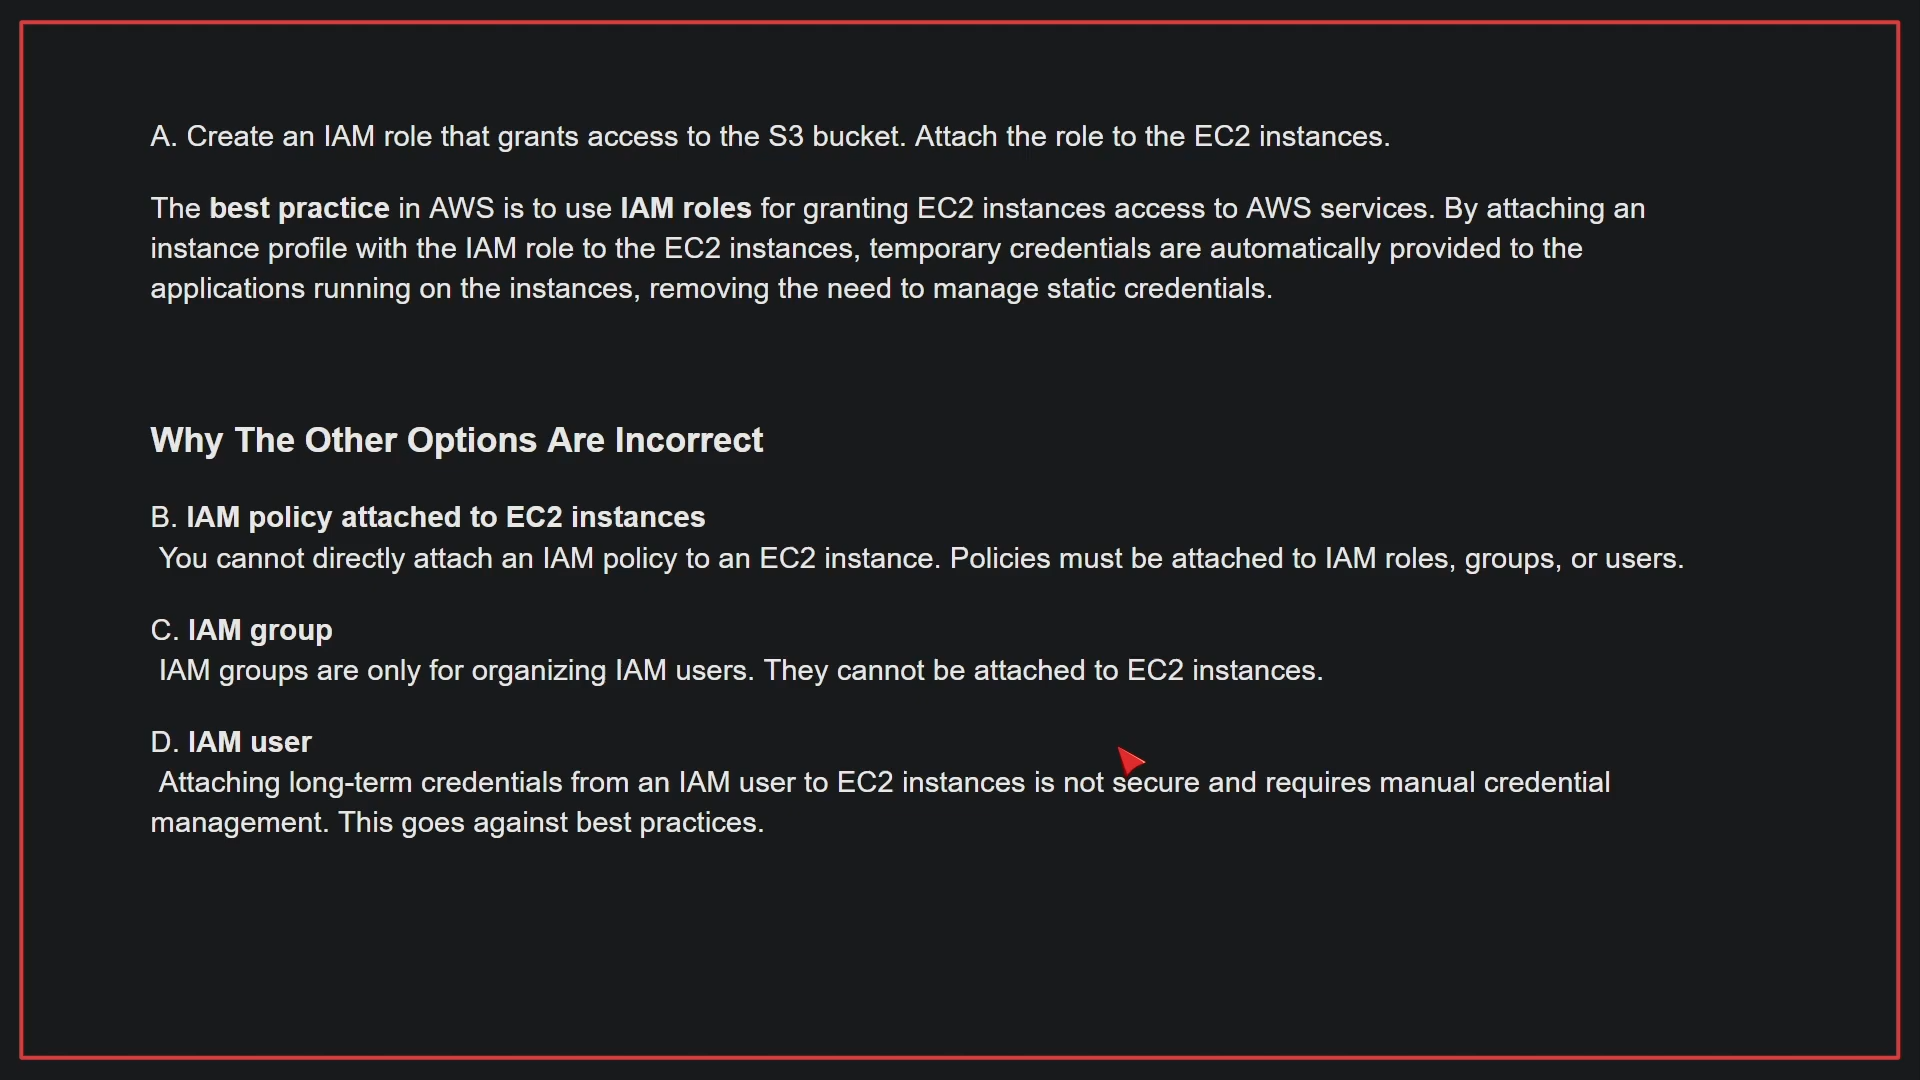 A. Create an IAM role that grants access to the S3 bucket. Attach the role to the EC2 instances.
The best practice in AWS is to use IAM roles for granting EC2 instances access to AWS services. By attaching an
instance profile with the IAM role to the EC2 instances, temporary credentials are automatically provided to the
applications running on the instances, removing the need to manage static credentials.
Why The Other Options Are Incorrect
B. IAM policy attached to EC2 instances
You cannot directly attach an IAM policy to an EC2 instance. Policies must be attached to IAM roles, groups, or users.
C. IAM group
IAM groups are only for organizing IAM users. They cannot be attached to EC2 instances.
D. IAM user
Attaching long-term credentials from an IAM user to EC2 instances is not secure and requires manual credential
management. This goes against best practices.